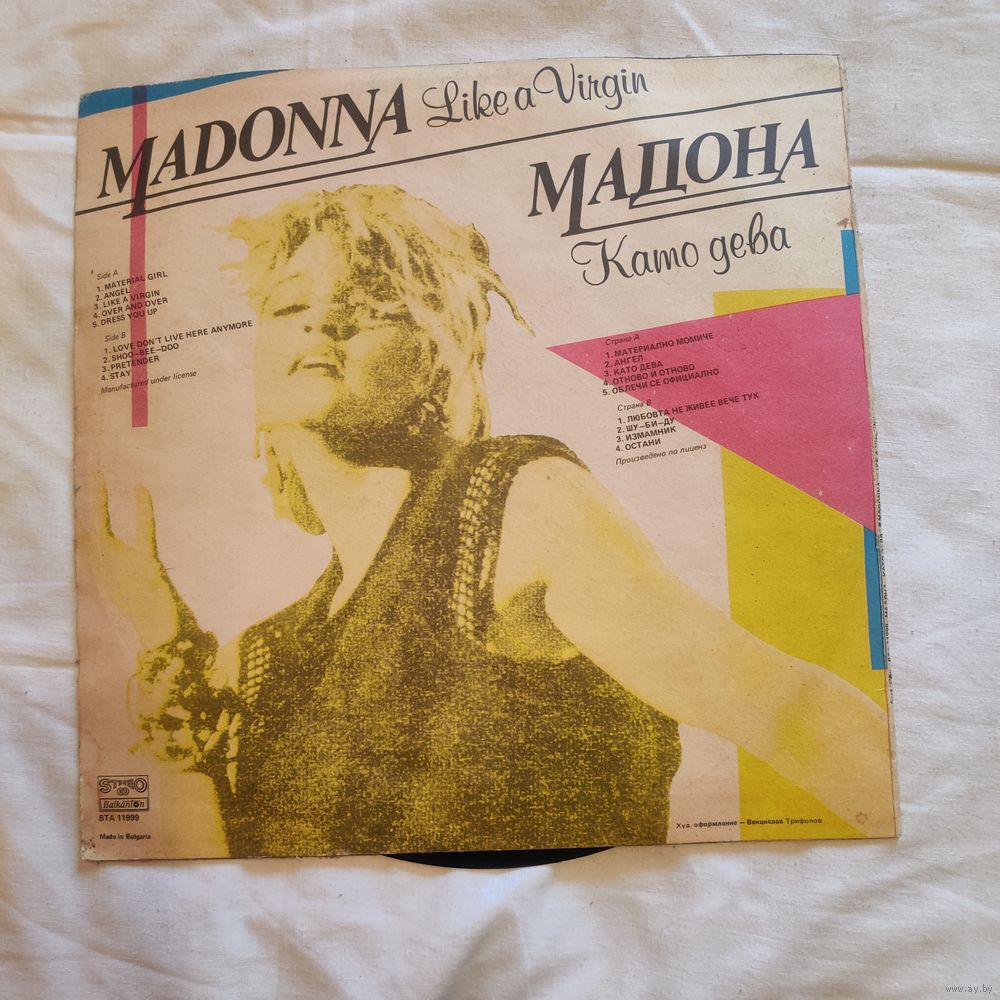 MADONNA Like a Virgin
МАДОНА
Като дева
Side A
1. MATERIAL GIRL
2. ANGEL
3. LIKE A VIRGIN
4. OVER AND OVER
5. DRESS YOU UP
Side B
1. LOVE DON'T LIVE HERE ANYMORE
2. SHOO-BEE-DOO
3. PRETENDER
4. STAY
Manufactured under license
Страна А
1. МАТЕРИАЛНО МОМИЧЕ
2. АНГЕЛ
3. КАТО ДЕВА
4. ОТНОВО И ОТНОВО
5. ОБЛЕЧИ СЕ ОФИЦИАЛНО
Страна В
1. ЛЮБОВТА НЕ ЖИВЕЕ ВЕЧЕ ТУК
2. ШУ-БИ-ДУ
3. ИЗМАМНИК
4. ОСТАНИ
Произведено по лиценз
STEREO
Balkanton
ВТА 11999
Made in Bulgaria
Худ. оформление — Венцислав Трифонов
www.ay.by